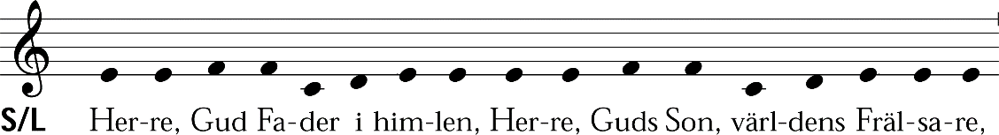 S/L Her-re, Gud Fa-der i him-len, Her-re, Guds Son, värl-dens Fräl-sa-re,